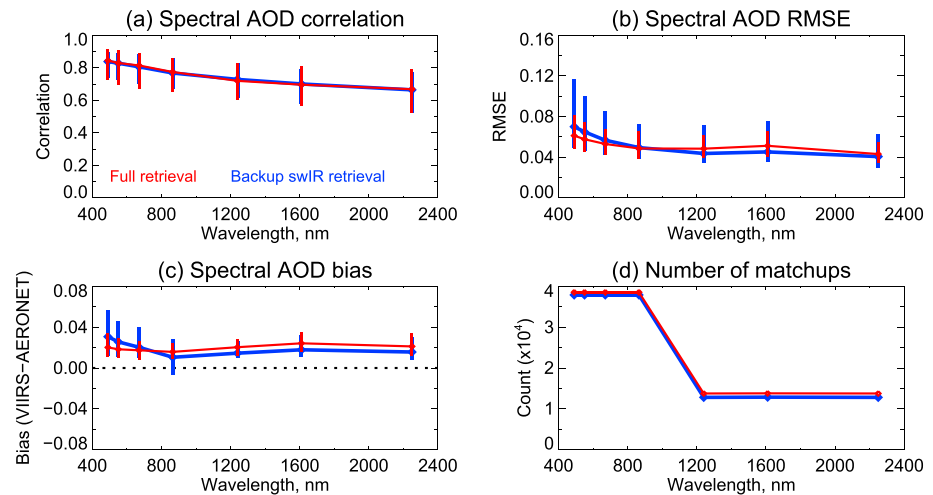 (a) Spectral AOD correlation
1.0
0.8
0.6
0.4
0.2
0.0
Correlation
Full retrieval
Backup swIR retrieval
400 800 1200 1600 2000 2400
Wavelength, nm
(b) Spectral AOD RMSE
0.16
0.12
0.08
0.04
0.00
RMSE
400 800 1200 1600 2000 2400
Wavelength, nm
(c) Spectral AOD bias
0.08
0.04
0.00
−0.04
−0.08
Bias (VIIRS−AERONET)
400 800 1200 1600 2000 2400
Wavelength, nm
(d) Number of matchups
4
3
2
1
0
Count (x10⁴)
400 800 1200 1600 2000 2400
Wavelength, nm